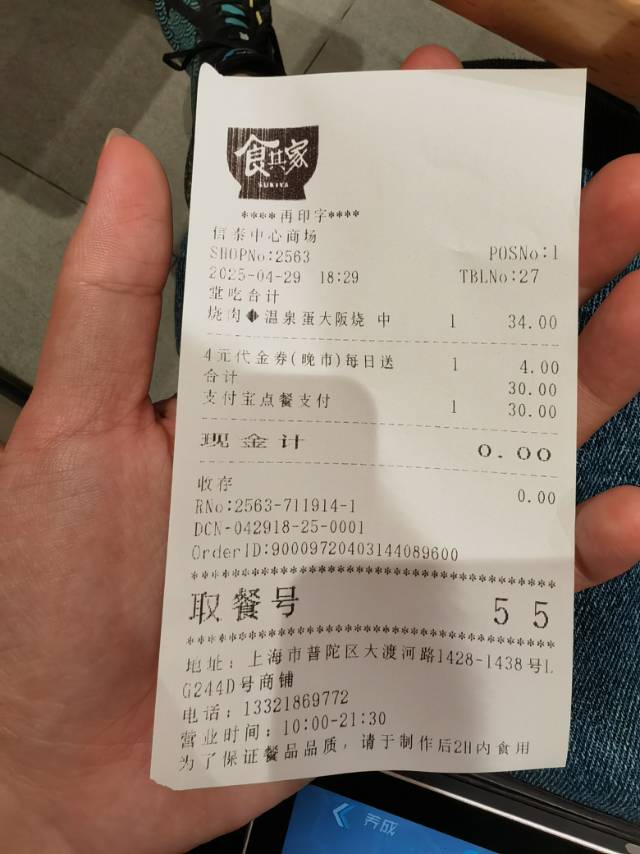 食其家
SUKIYA
****再印字****
信泰中心商场
SHOPNo:2563 POSNo:1
2025-04-29 18:29 TBLNo:27
堂吃合计
烧肉◆温泉蛋大阪烧 中 1 34.00
4元代金券(晚市)每日送 1 4.00
合计 30.00
支付宝点餐支付 1 30.00
现金计 0.00
收存 0.00
RNo:2563-711914-1
DCN-042918-25-0001
OrderID:90009720403144089600
取餐号 55
地址：上海市普陀区大渡河路1428-1438号L
G244D号商铺
电话：13321869772
营业时间：10:00-21:30
为了保证餐品品质，请于制作后2H内食用
养成